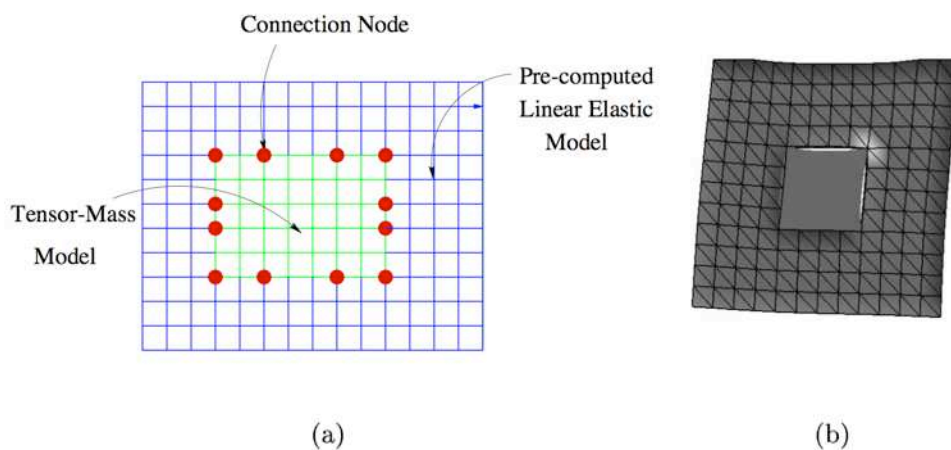 Connection Node
Pre-computed
Linear Elastic
Model
Tensor-Mass
Model
(a)
(b)